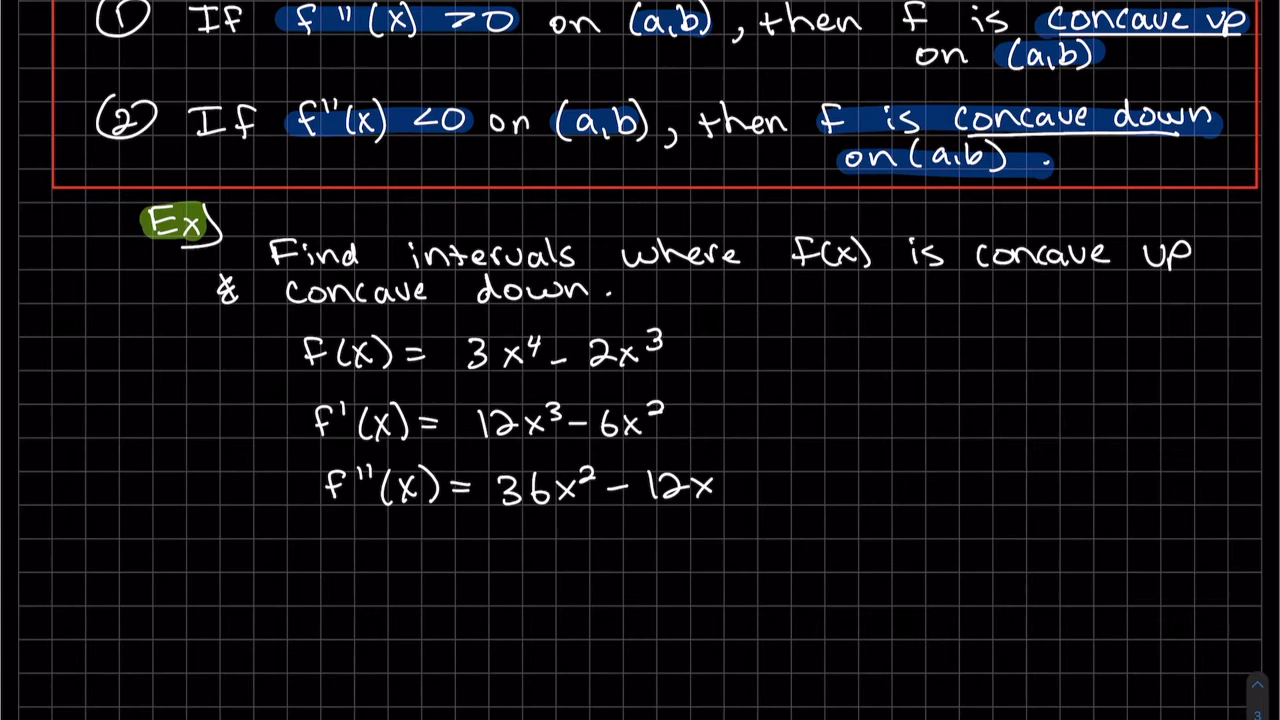 ① If f''(x) > 0 on (a,b), then f is concave up
on (a,b)
② If f''(x) < 0 on (a,b), then f is concave down
on (a,b).
Ex)
Find intervals where f(x) is concave up
& concave down.
f(x) = 3x⁴ - 2x³
f'(x) = 12x³ - 6x²
f''(x) = 36x² - 12x
3